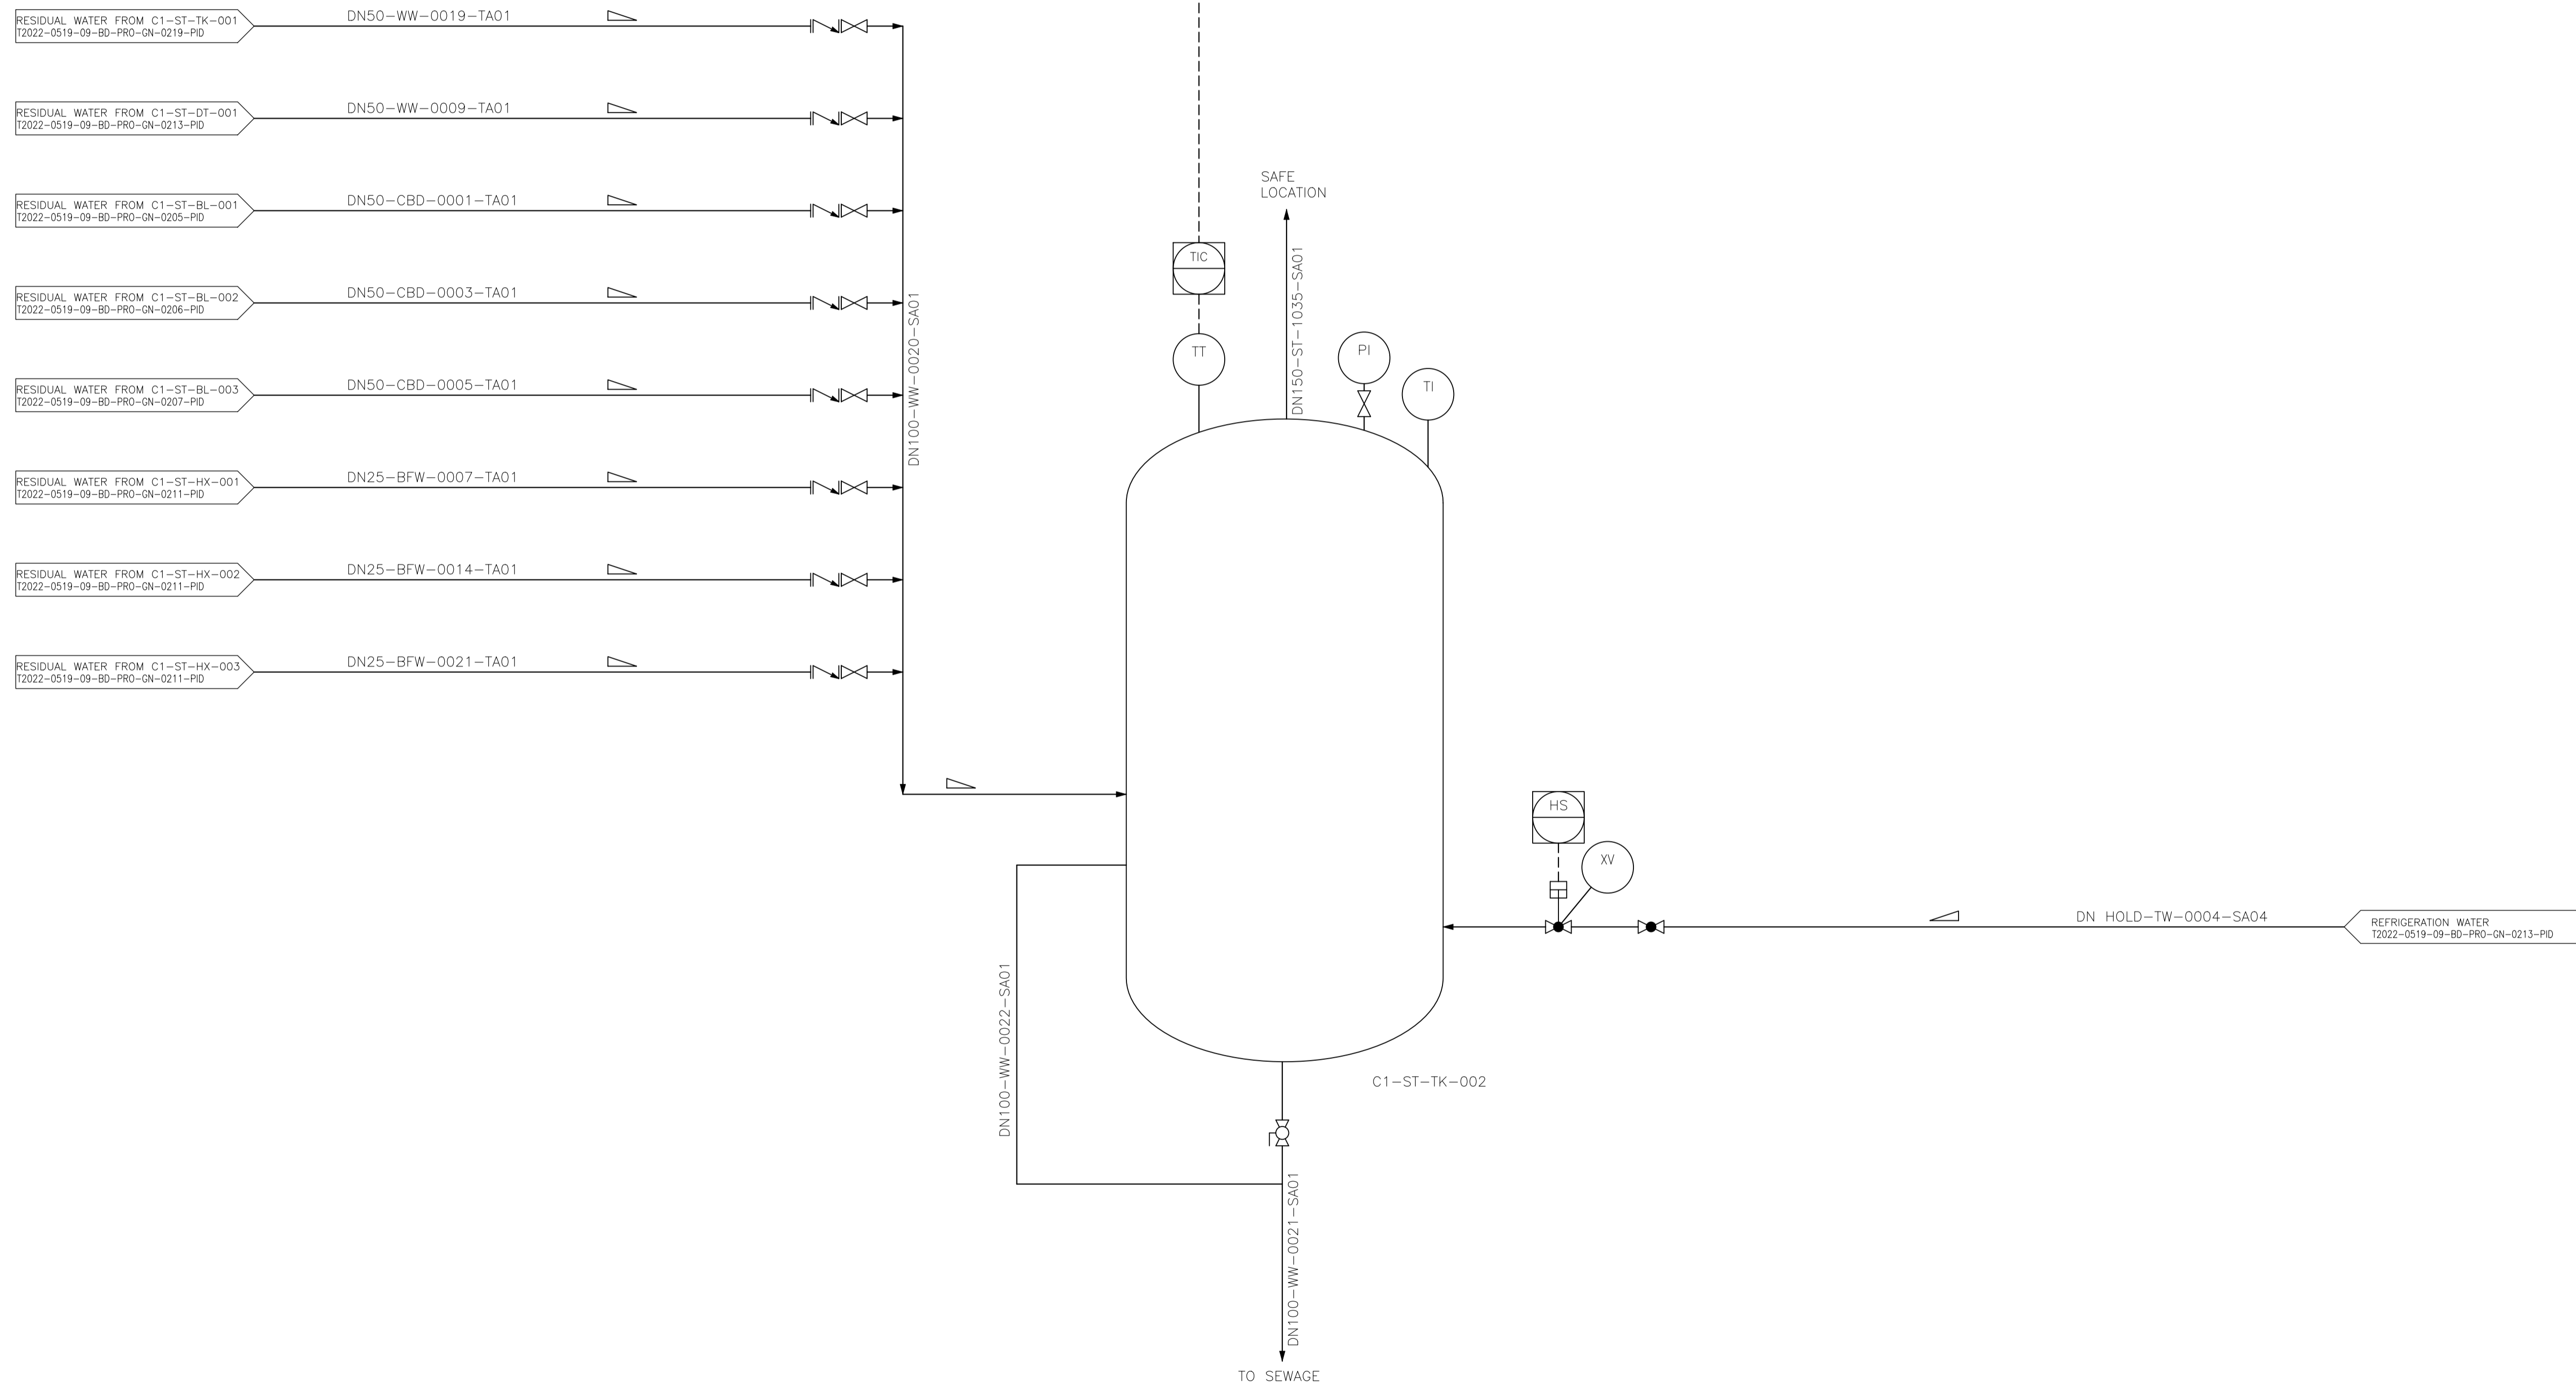 RESIDUAL WATER FROM C1-ST-TK-001
T2022-0519-09-BD-PRO-GN-0219-PID
DN50-WW-0019-TA01
RESIDUAL WATER FROM C1-ST-DT-001
T2022-0519-09-BD-PRO-GN-0213-PID
DN50-WW-0009-TA01
RESIDUAL WATER FROM C1-ST-BL-001
T2022-0519-09-BD-PRO-GN-0205-PID
DN50-CBD-0001-TA01
RESIDUAL WATER FROM C1-ST-BL-002
T2022-0519-09-BD-PRO-GN-0206-PID
DN50-CBD-0003-TA01
RESIDUAL WATER FROM C1-ST-BL-003
T2022-0519-09-BD-PRO-GN-0207-PID
DN50-CBD-0005-TA01
RESIDUAL WATER FROM C1-ST-HX-001
T2022-0519-09-BD-PRO-GN-0211-PID
DN25-BFW-0007-TA01
RESIDUAL WATER FROM C1-ST-HX-002
T2022-0519-09-BD-PRO-GN-0211-PID
DN25-BFW-0014-TA01
RESIDUAL WATER FROM C1-ST-HX-003
T2022-0519-09-BD-PRO-GN-0211-PID
DN25-BFW-0021-TA01
DN100-WW-0020-SA01
SAFE
LOCATION
DN150-ST-1035-SA01
TIC
TT
PI
TI
HS
XV
DN HOLD-TW-0004-SA04
REFRIGERATION WATER
T2022-0519-09-BD-PRO-GN-0213-PID
DN100-WW-0022-SA01
C1-ST-TK-002
DN100-WW-0021-SA01
TO SEWAGE